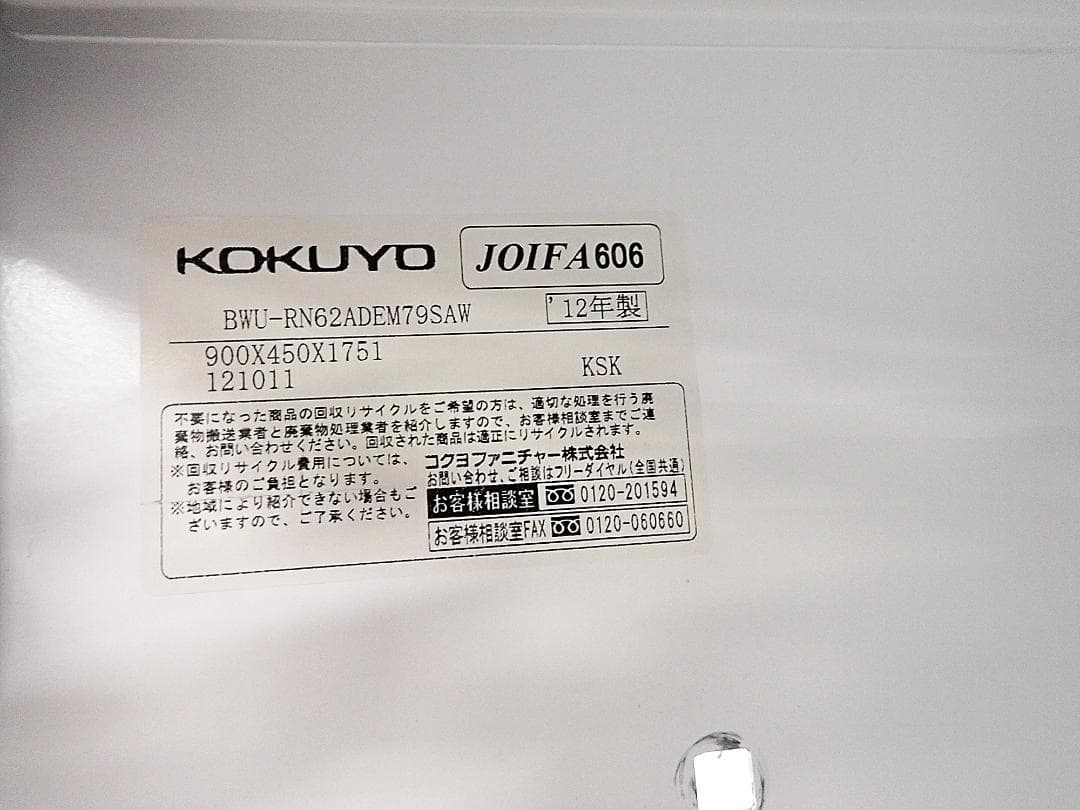 KOKUYO JOIFA606
BWU-RN62ADEM79SAW '12年製
900X450X1751
121011 KSK
不要になった商品の回収リサイクルをご希望の方は、適切な処理を行う廃
棄物搬送業者と廃棄物処理業者を紹介しますので、お客様相談室までご連
絡、お問い合わせください。回収された商品は適正にリサイクルされます。
※回収リサイクル費用については、
お客様のご負担となります。
※地域により紹介できない場合もご
ざいますので、ご了承ください。
コクヨファニチャー株式会社
お問い合わせ、ご相談はフリーダイヤル(全国共通)
お客様相談室 0120-201594
お客様相談室FAX 0120-060660